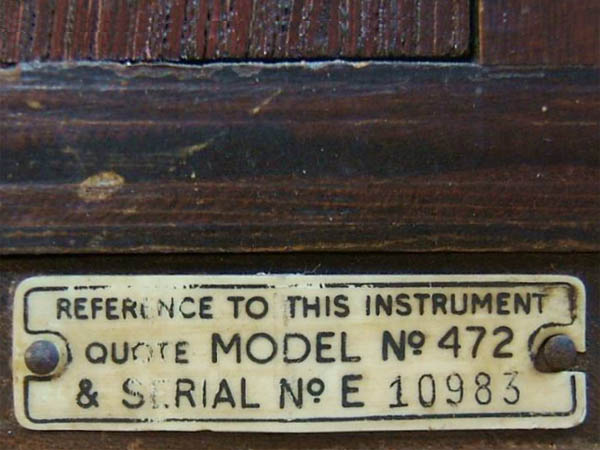 REFERENCE TO THIS INSTRUMENT
QUOTE MODEL Nº 472
& SERIAL Nº E 10983